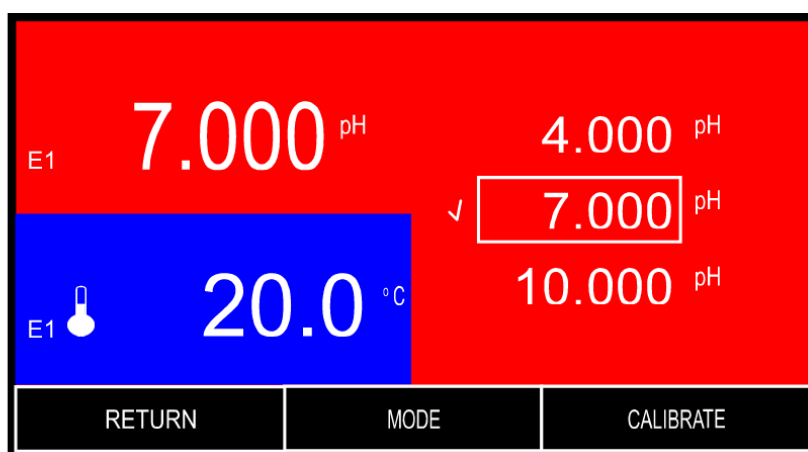 E1 7.000 pH
E1 20.0 °C
4.000 pH
✓ 7.000 pH
10.000 pH
RETURN MODE CALIBRATE